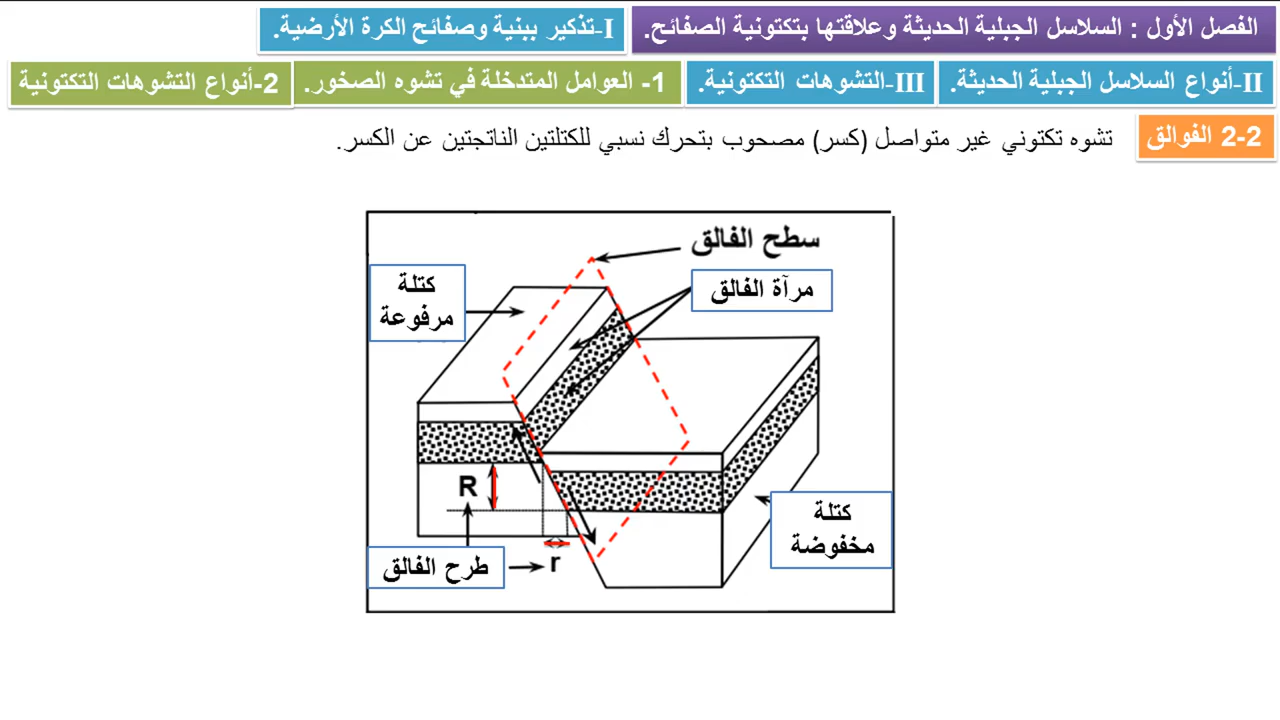 الفصل الأول : السلاسل الجبلية الحديثة وعلاقتها بتكتونية الصفائح.
I-تذكير ببنية وصفائح الكرة الأرضية.
II-أنواع السلاسل الجبلية الحديثة.
III-التشوهات التكتونية.
1- العوامل المتدخلة في تشوه الصخور.
2-أنواع التشوهات التكتونية
2-2 الفوالق
تشوه تكتوني غير متواصل (كسر) مصحوب بتحرك نسبي للكتلتين الناتجتين عن الكسر.
سطح الفالق
مرآة الفالق
كتلة
مرفوعة
R
كتلة
مخفوضة
طرح الفالق
r